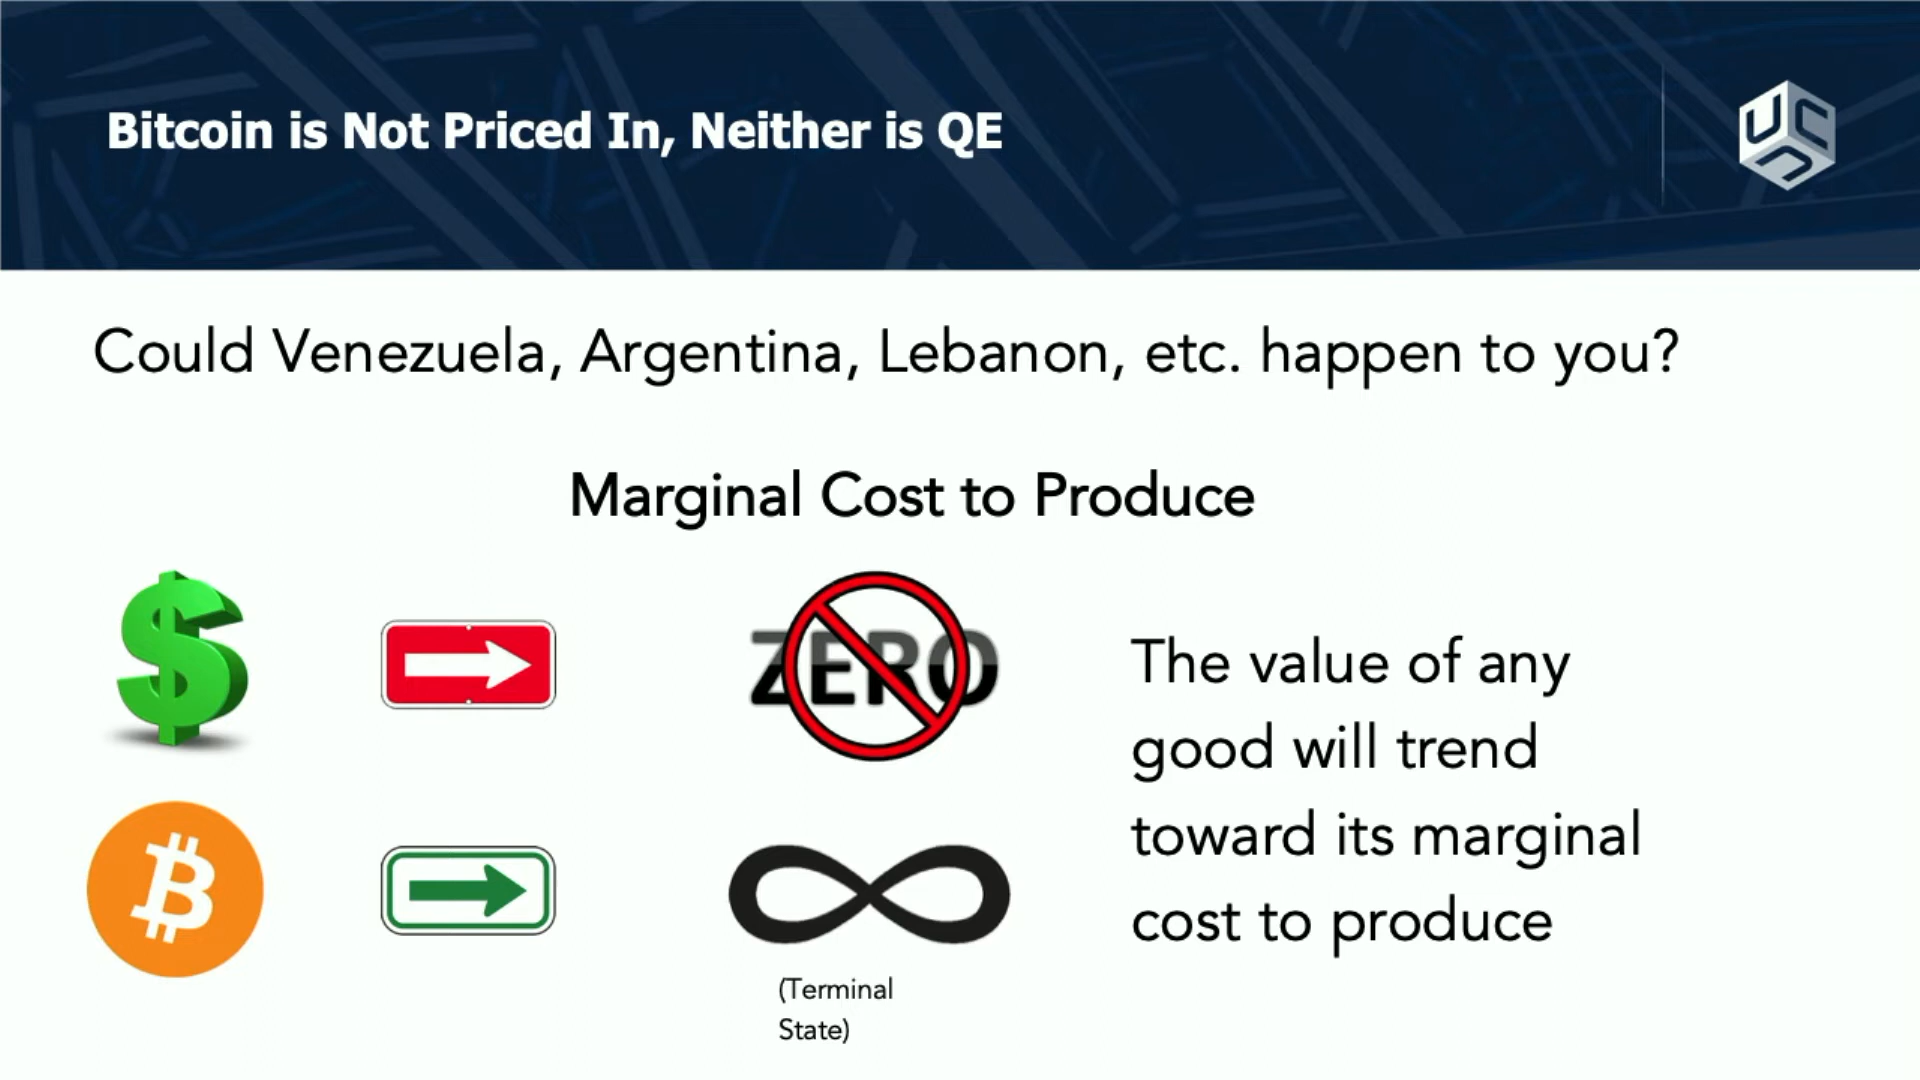 Bitcoin is Not Priced In, Neither is QE
UCD
Could Venezuela, Argentina, Lebanon, etc. happen to you?
Marginal Cost to Produce
$
ZERO
The value of any
good will trend
toward its marginal
cost to produce
₿
∞
(Terminal
State)